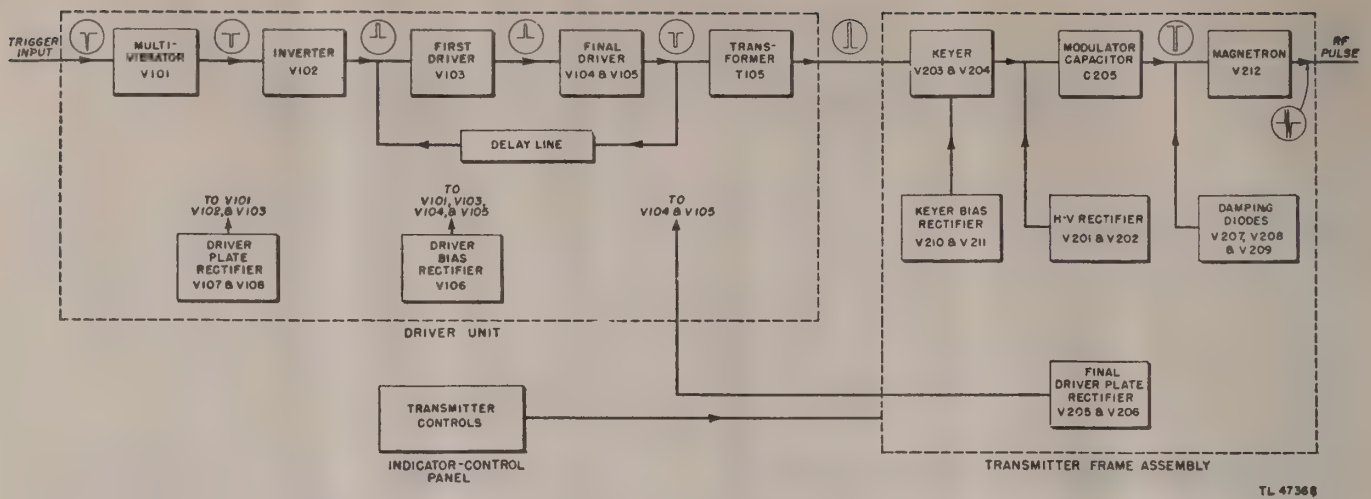 TRIGGER
INPUT
MULTI-
VIBRATOR
V101
INVERTER
V102
FIRST
DRIVER
V103
FINAL
DRIVER
V104 & V105
TRANS-
FORMER
T105
KEYER
V203 & V204
MODULATOR
CAPACITOR
C205
MAGNETRON
V212
RF
PULSE
DELAY LINE
TO V101
V102, & V103
DRIVER
PLATE
RECTIFIER
V107 & V108
TO
V101, V103,
V104, & V105
DRIVER
BIAS
RECTIFIER
V106
TO
V104 & V105
KEYER BIAS
RECTIFIER
V210 & V211
H-V RECTIFIER
V201 & V202
DAMPING
DIODES
V207, V208
& V209
DRIVER UNIT
TRANSMITTER
CONTROLS
INDICATOR-CONTROL
PANEL
FINAL
DRIVER PLATE
RECTIFIER
V205 & V206
TRANSMITTER FRAME ASSEMBLY
TL 47368